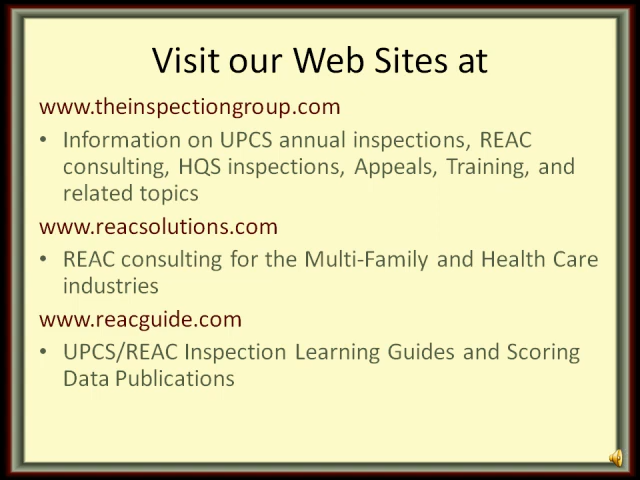 Visit our Web Sites at
www.theinspectiongroup.com
• Information on UPCS annual inspections, REAC
consulting, HQS inspections, Appeals, Training, and
related topics
www.reacsolutions.com
• REAC consulting for the Multi-Family and Health Care
industries
www.reacguide.com
• UPCS/REAC Inspection Learning Guides and Scoring
Data Publications